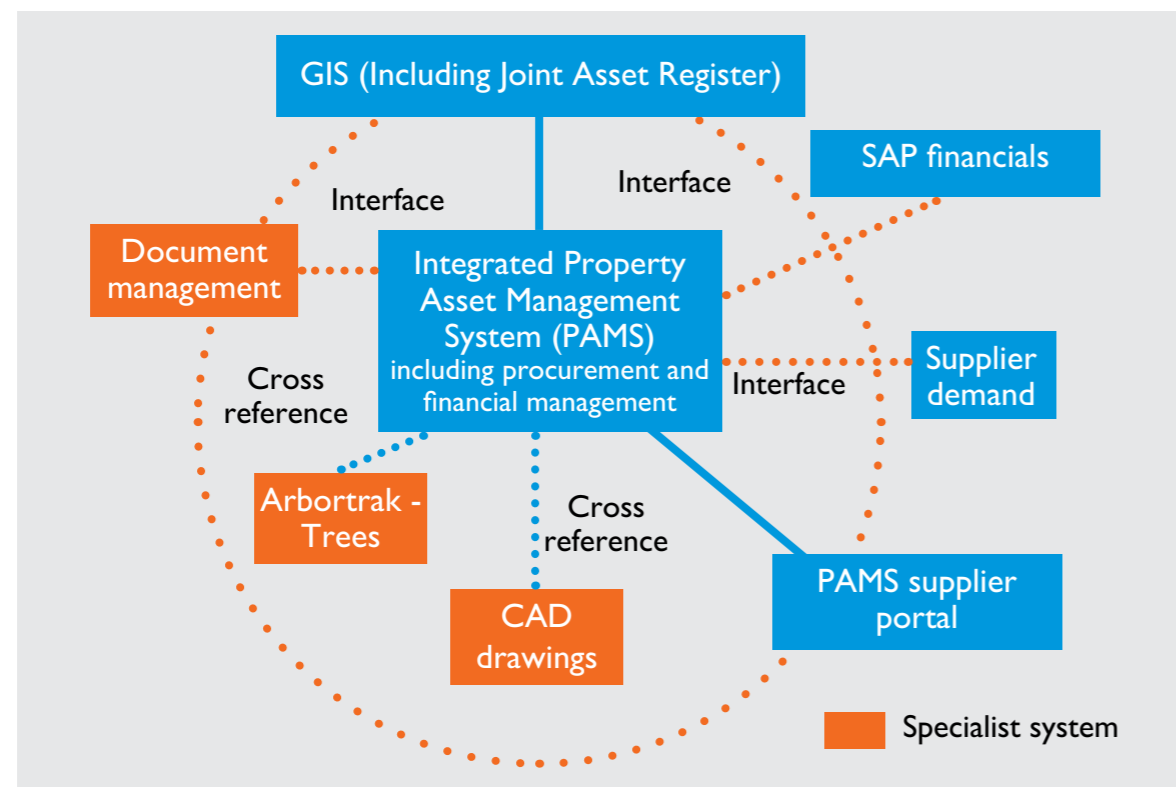 GIS (Including Joint Asset Register)
SAP financials
Interface
Interface
Document
management
Integrated Property
Asset Management
System (PAMS)
including procurement and
financial management
Supplier
demand
Interface
Cross
reference
Arbortrak -
Trees
Cross
reference
CAD
drawings
PAMS supplier
portal
Specialist system